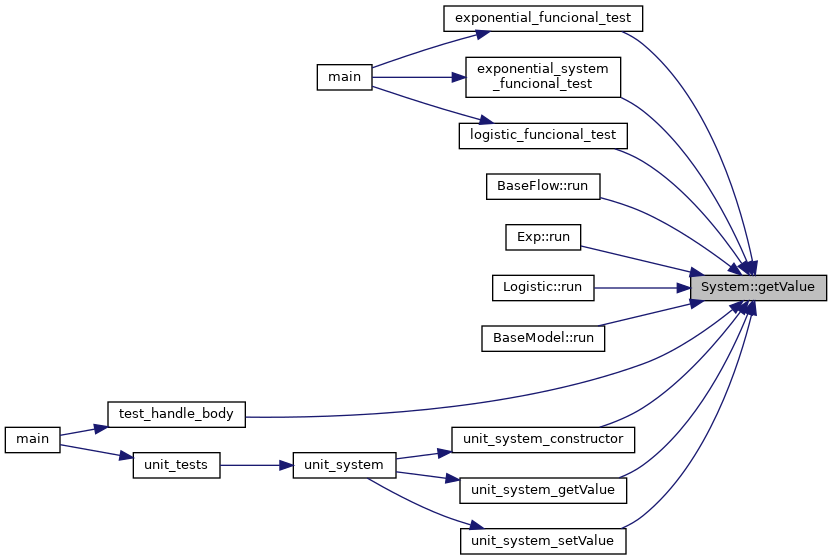 exponential_funcional_test
main
exponential_system
_funcional_test
logistic_funcional_test
BaseFlow::run
Exp::run
System::getValue
Logistic::run
BaseModel::run
test_handle_body
main
unit_system_constructor
unit_tests
unit_system
unit_system_getValue
unit_system_setValue